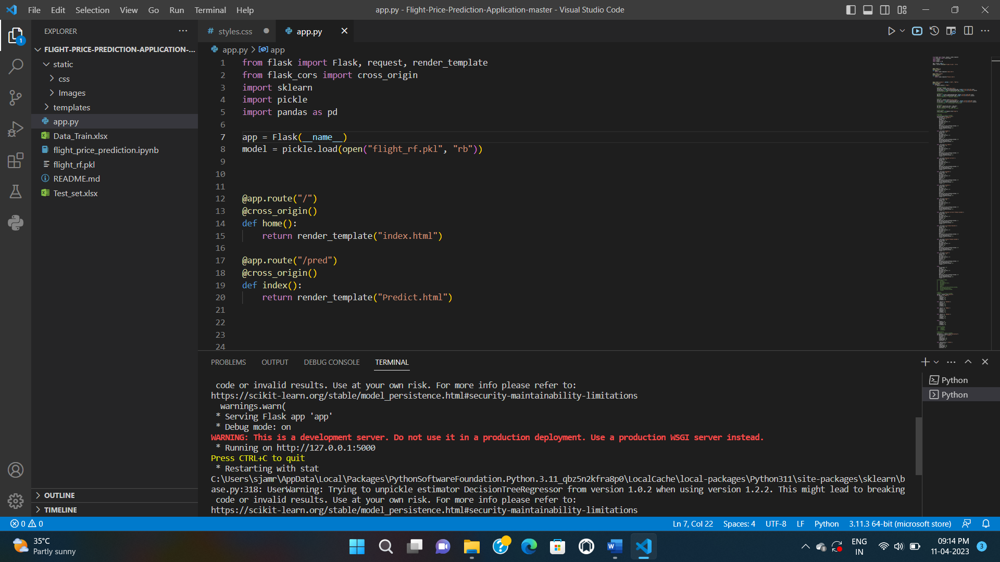 File Edit Selection View Go Run Terminal Help
app.py - Flight-Price-Prediction-Application-master - Visual Studio Code
EXPLORER
1
FLIGHT-PRICE-PREDICTION-APPLICATION-...
static
css
Images
templates
app.py
Data_Train.xlsx
flight_price_prediction.ipynb
flight_rf.pkl
README.md
Test_set.xlsx
OUTLINE
TIMELINE
# styles.css
app.py
app.py > app
1 from flask import Flask, request, render_template
2 from flask_cors import cross_origin
3 import sklearn
4 import pickle
5 import pandas as pd
6
7 app = Flask(__name__)
8 model = pickle.load(open("flight_rf.pkl", "rb"))
9
10
11
12 @app.route("/")
13 @cross_origin()
14 def home():
15 return render_template("index.html")
16
17 @app.route("/pred")
18 @cross_origin()
19 def index():
20 return render_template("Predict.html")
21
22
23
24
PROBLEMS OUTPUT DEBUG CONSOLE TERMINAL
code or invalid results. Use at your own risk. For more info please refer to:
https://scikit-learn.org/stable/model_persistence.html#security-maintainability-limitations
warnings.warn(
* Serving Flask app 'app'
* Debug mode: on
WARNING: This is a development server. Do not use it in a production deployment. Use a production WSGI server instead.
* Running on http://127.0.0.1:5000
Press CTRL+C to quit
* Restarting with stat
C:\Users\sjamr\AppData\Local\Packages\PythonSoftwareFoundation.Python.3.11_qbz5n2kfra8p0\LocalCache\local-packages\Python311\site-packages\sklearn\b
ase.py:318: UserWarning: Trying to unpickle estimator DecisionTreeRegressor from version 1.0.2 when using version 1.2.2. This might lead to breaking
code or invalid results. Use at your own risk. For more info please refer to:
https://scikit-learn.org/stable/model_persistence.html#security-maintainability-limitations
Python
Python
0 0
Ln 7, Col 22 Spaces: 4 UTF-8 LF Python 3.11.3 64-bit (microsoft store)
35°C
Partly sunny
ENG
IN
09:14 PM
11-04-2023
3